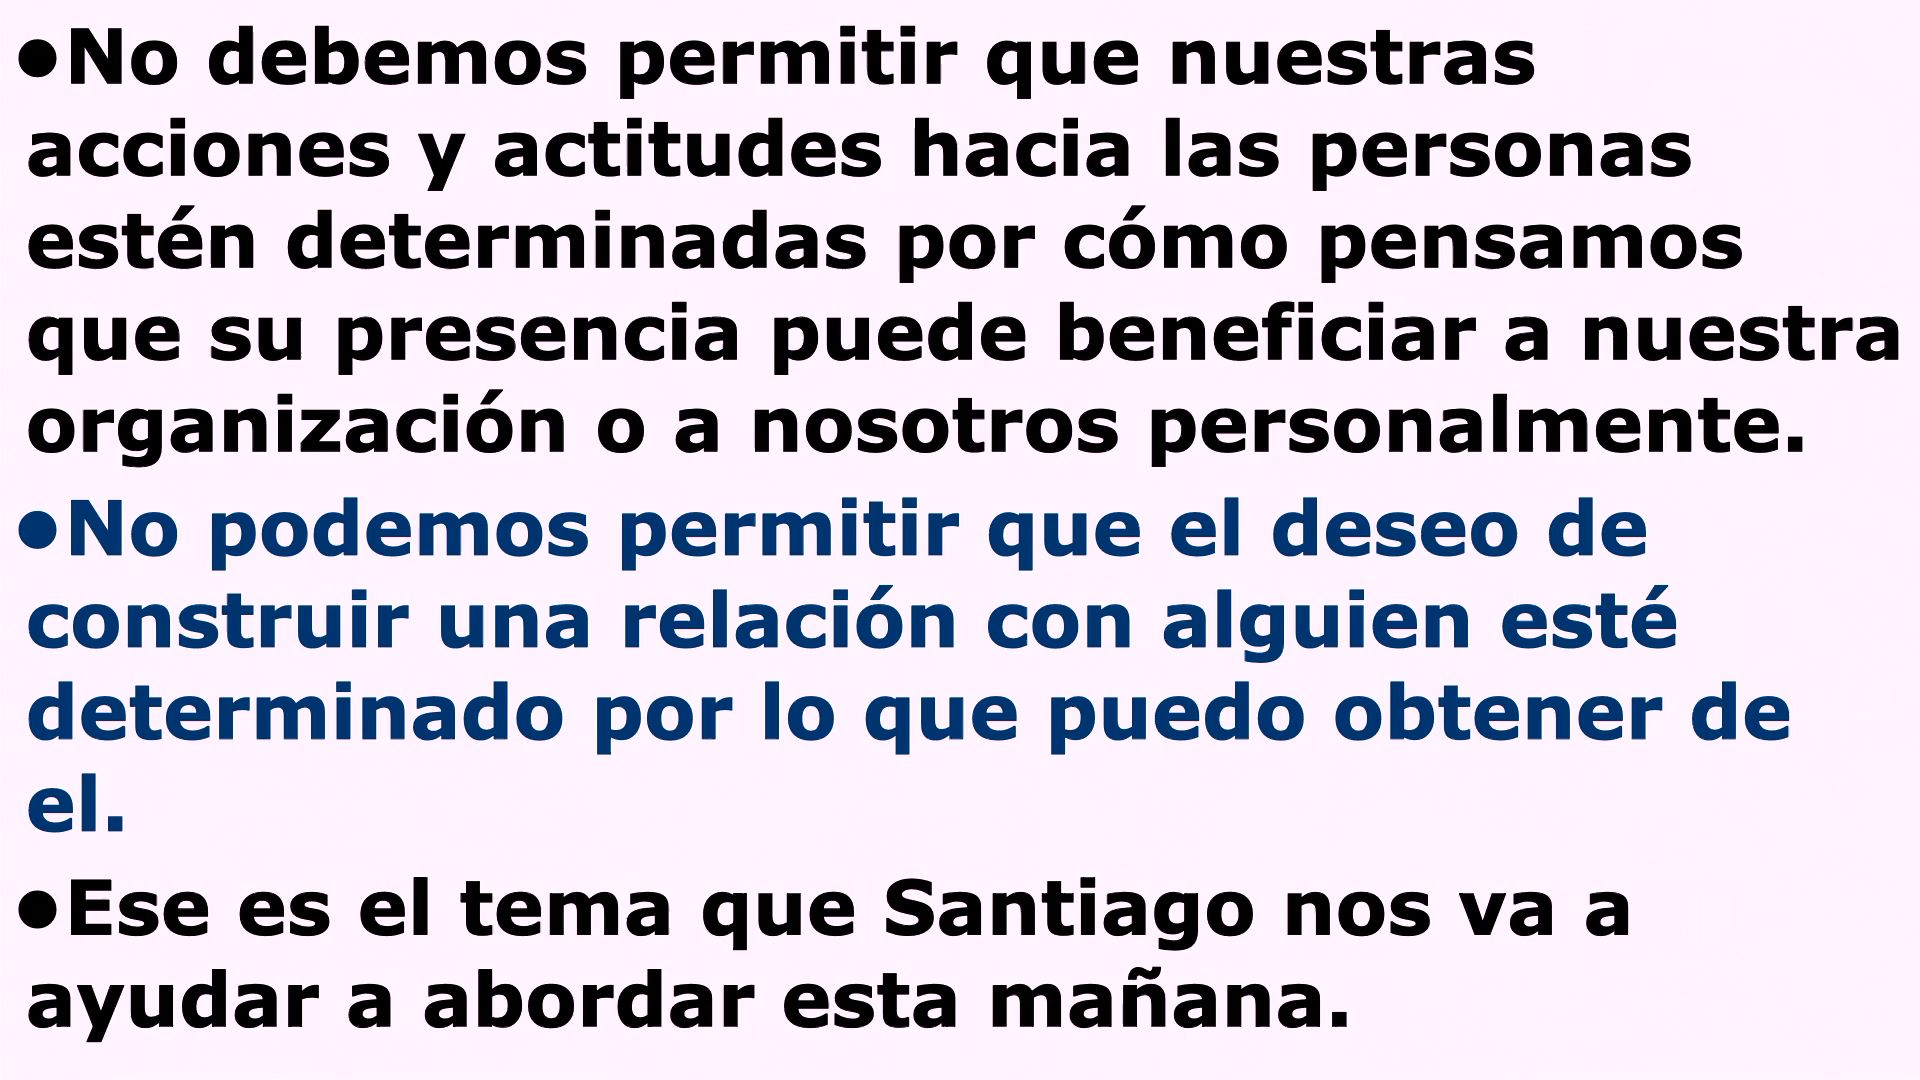 •No debemos permitir que nuestras
acciones y actitudes hacia las personas
estén determinadas por cómo pensamos
que su presencia puede beneficiar a nuestra
organización o a nosotros personalmente.
•No podemos permitir que el deseo de
construir una relación con alguien esté
determinado por lo que puedo obtener de
el.
•Ese es el tema que Santiago nos va a
ayudar a abordar esta mañana.